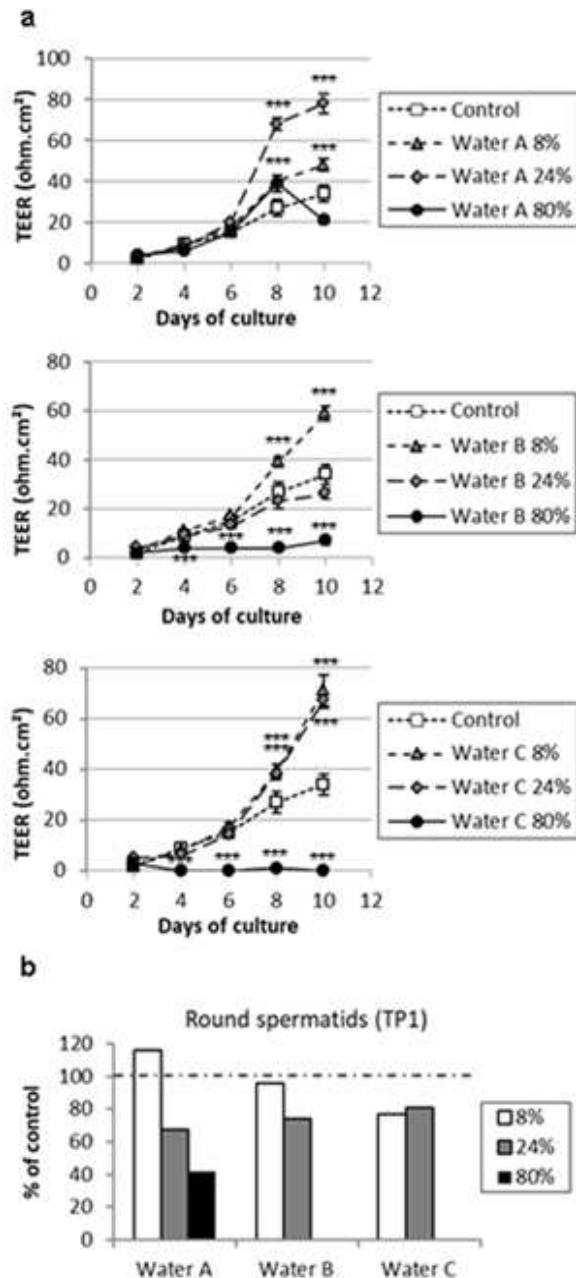 a
100
***
80
***
60
***
***
40
20
0
0 2 4 6 8 10 12
TEER (ohm.cm²)
Days of culture
Control
Water A 8%
Water A 24%
Water A 80%
80
***
60
***
40
20
***
***
***
***
0
0 2 4 6 8 10 12
TEER (ohm.cm²)
Days of culture
Control
Water B 8%
Water B 24%
Water B 80%
80
***
60
***
***
***
40
20
***
***
***
***
0
0 2 4 6 8 10 12
TEER (ohm.cm²)
Days of culture
Control
Water C 8%
Water C 24%
Water C 80%
b
Round spermatids (TP1)
120
100
80
60
40
20
0
% of control
Water A Water B Water C
8%
24%
80%